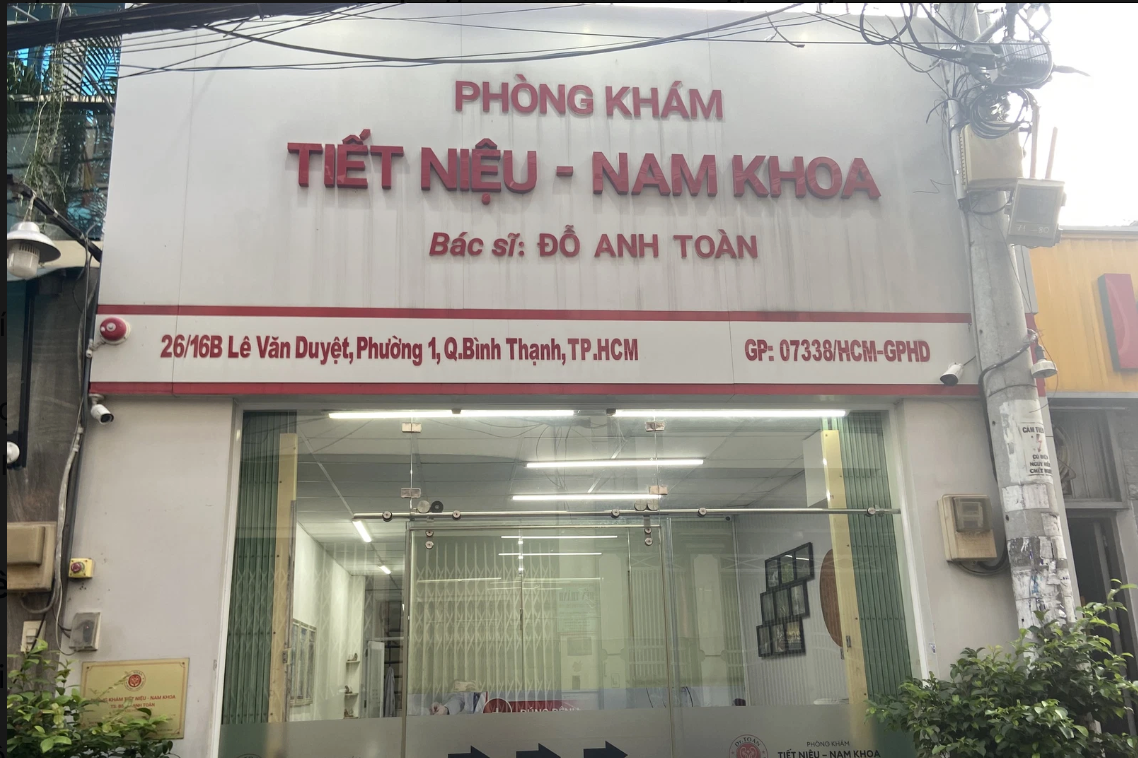 PHÒNG KHÁM
TIẾT NIỆU - NAM KHOA
Bác sĩ: ĐỖ ANH TOÀN
26/16B Lê Văn Duyệt, Phường 1, Q.Bình Thạnh, TP.HCM
GP: 07338/HCM-GPHD
PHÒNG KHÁM
TIẾT NIỆU – NAM KHOA